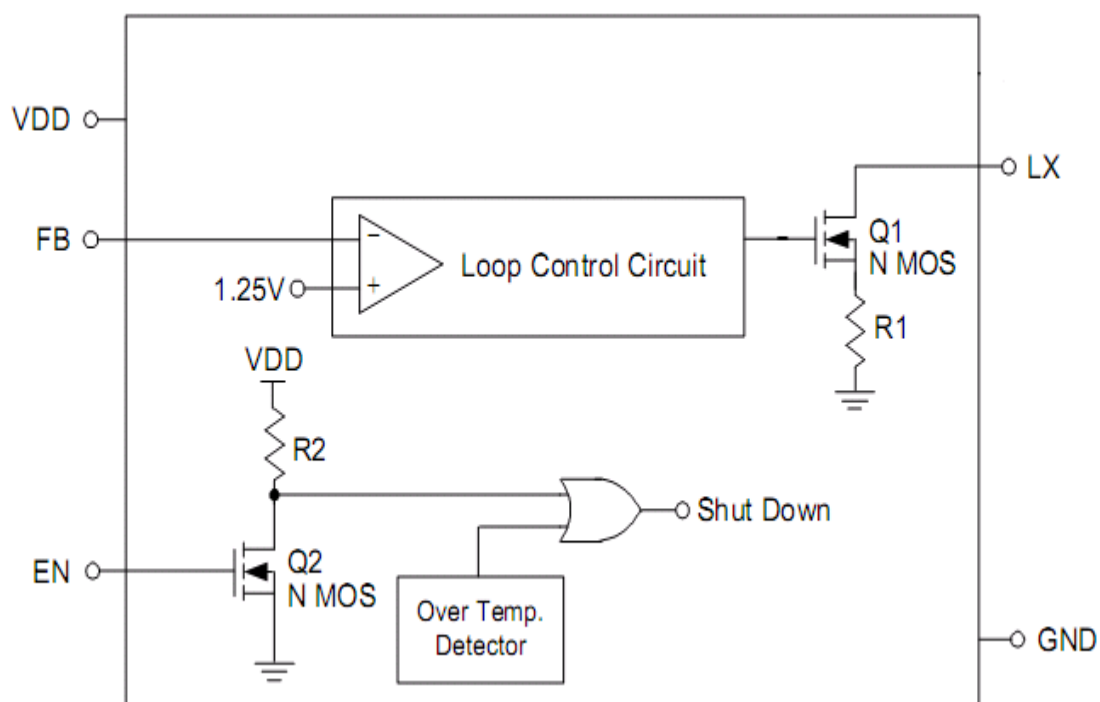 VDD
LX
FB
−
Q1
N MOS
Loop Control Circuit
1.25V
+
R1
VDD
R2
Shut Down
EN
Q2
N MOS
Over Temp.
Detector
GND